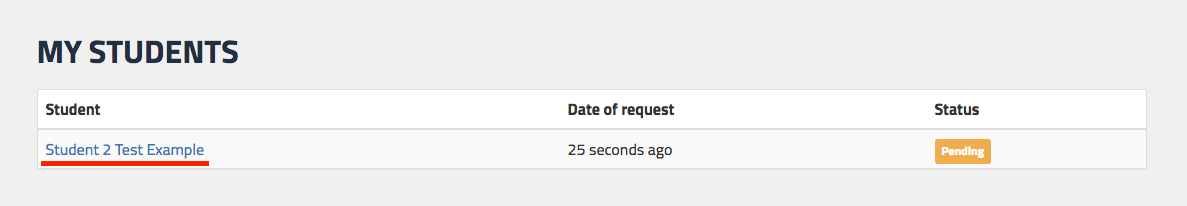 MY STUDENTS
Student Date of request Status
Student 2 Test Example 25 seconds ago Pending